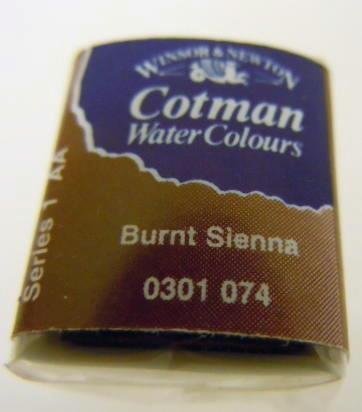 WINSOR & NEWTON
Cotman
Water Colours
Series 1 AA
Burnt Sienna
0301 074